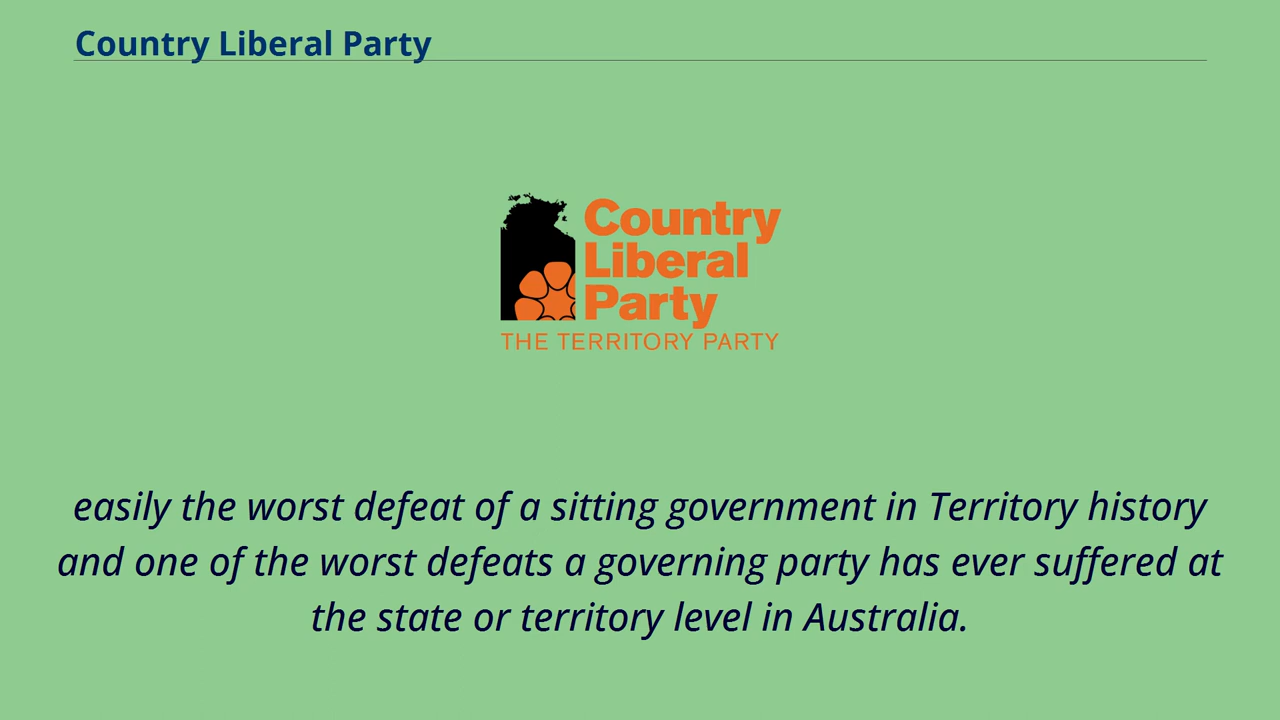 Country Liberal Party
Country
Liberal
Party
THE TERRITORY PARTY
easily the worst defeat of a sitting government in Territory history
and one of the worst defeats a governing party has ever suffered at
the state or territory level in Australia.